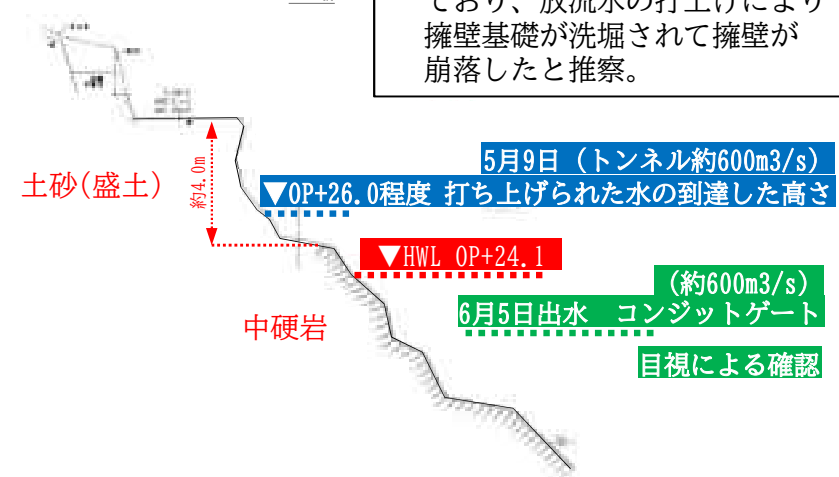 ており、放流水の打上げにより
擁壁基礎が洗堀されて擁壁が
崩落したと推察。
5月9日（トンネル約600m3/s）
土砂(盛土)
約4.0m
▼OP+26.0程度 打ち上げられた水の到達した高さ
▼HWL OP+24.1
（約600m3/s）
6月5日出水　コンジットゲート
中硬岩
目視による確認